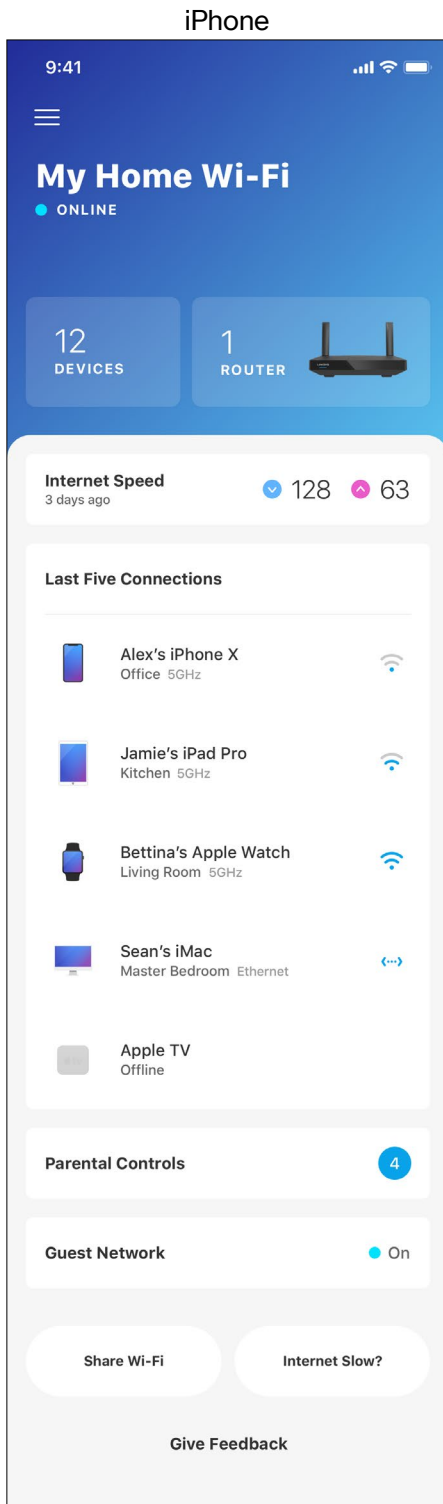 iPhone
9:41
My Home Wi-Fi
ONLINE
12
DEVICES
1
ROUTER
Internet Speed
3 days ago
128
63
Last Five Connections
Alex's iPhone X
Office 5GHz
Jamie's iPad Pro
Kitchen 5GHz
Bettina's Apple Watch
Living Room 5GHz
Sean's iMac
Master Bedroom Ethernet
Apple TV
Offline
Parental Controls
4
Guest Network
On
Share Wi-Fi
Internet Slow?
Give Feedback